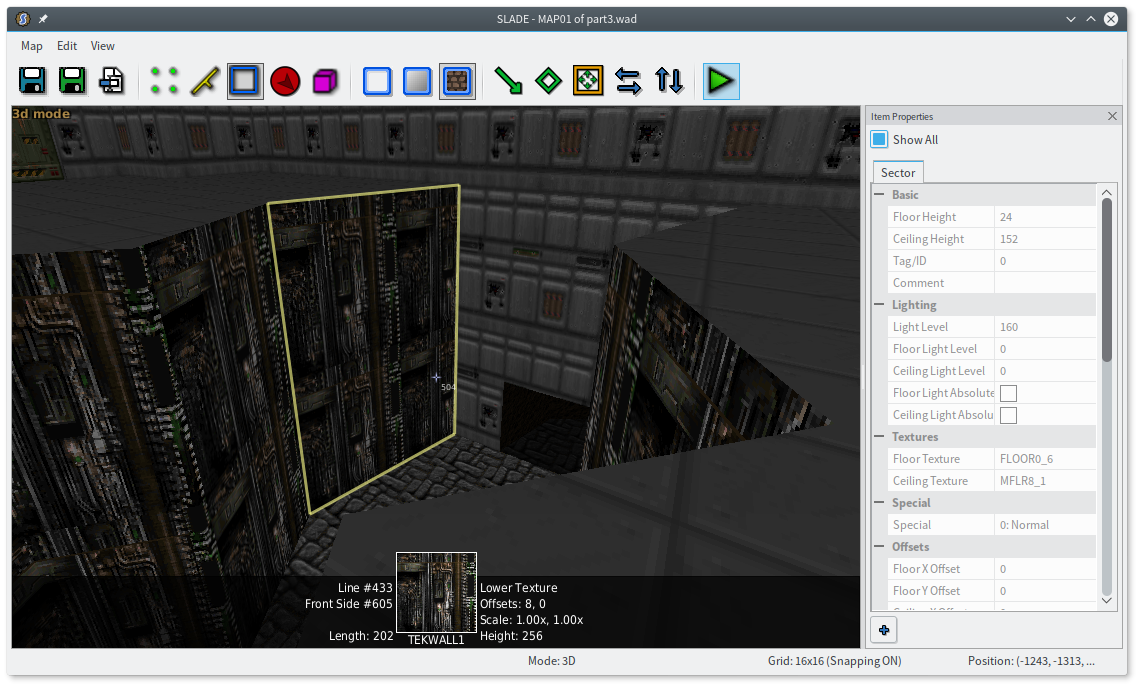 SLADE - MAP01 of part3.wad
Map Edit View
3d mode
504
Line #433
Front Side #605
Length: 202
TEKWALL1
Lower Texture
Offsets: 8, 0
Scale: 1.00x, 1.00x
Height: 256
Item Properties
Show All
Sector
Basic
Floor Height 24
Ceiling Height 152
Tag/ID 0
Comment
Lighting
Light Level 160
Floor Light Level 0
Ceiling Light Level 0
Floor Light Absolute
Ceiling Light Absolu
Textures
Floor Texture FLOOR0_6
Ceiling Texture MFLR8_1
Special
Special 0: Normal
Offsets
Floor X Offset 0
Floor Y Offset 0
Mode: 3D
Grid: 16x16 (Snapping ON)
Position: (-1243, -1313, ...